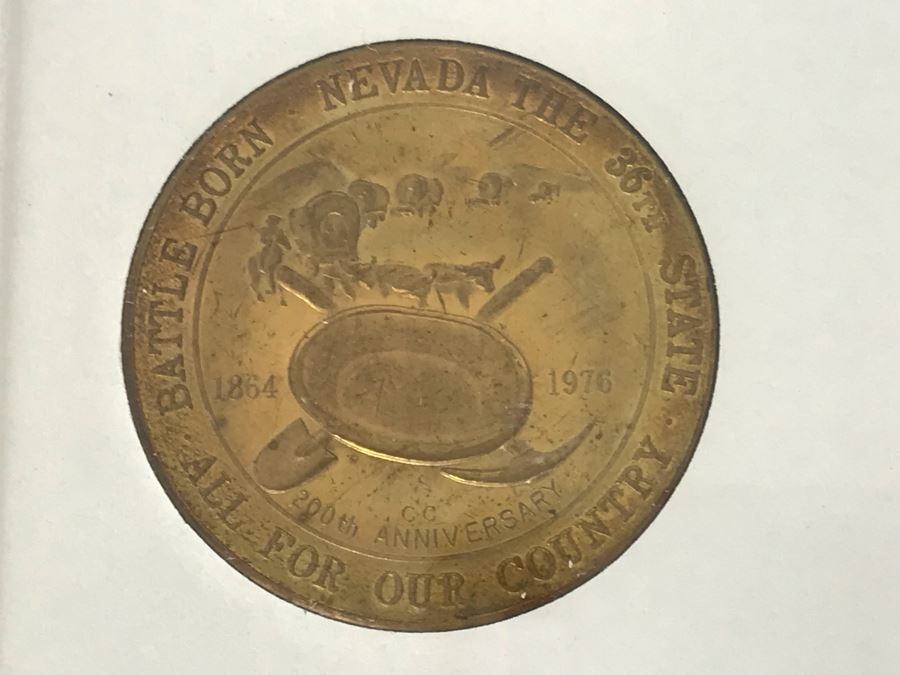 BATTLE BORN NEVADA THE 36TH STATE
1864 1976
S
CC
200th ANNIVERSARY
· ALL FOR OUR COUNTRY ·